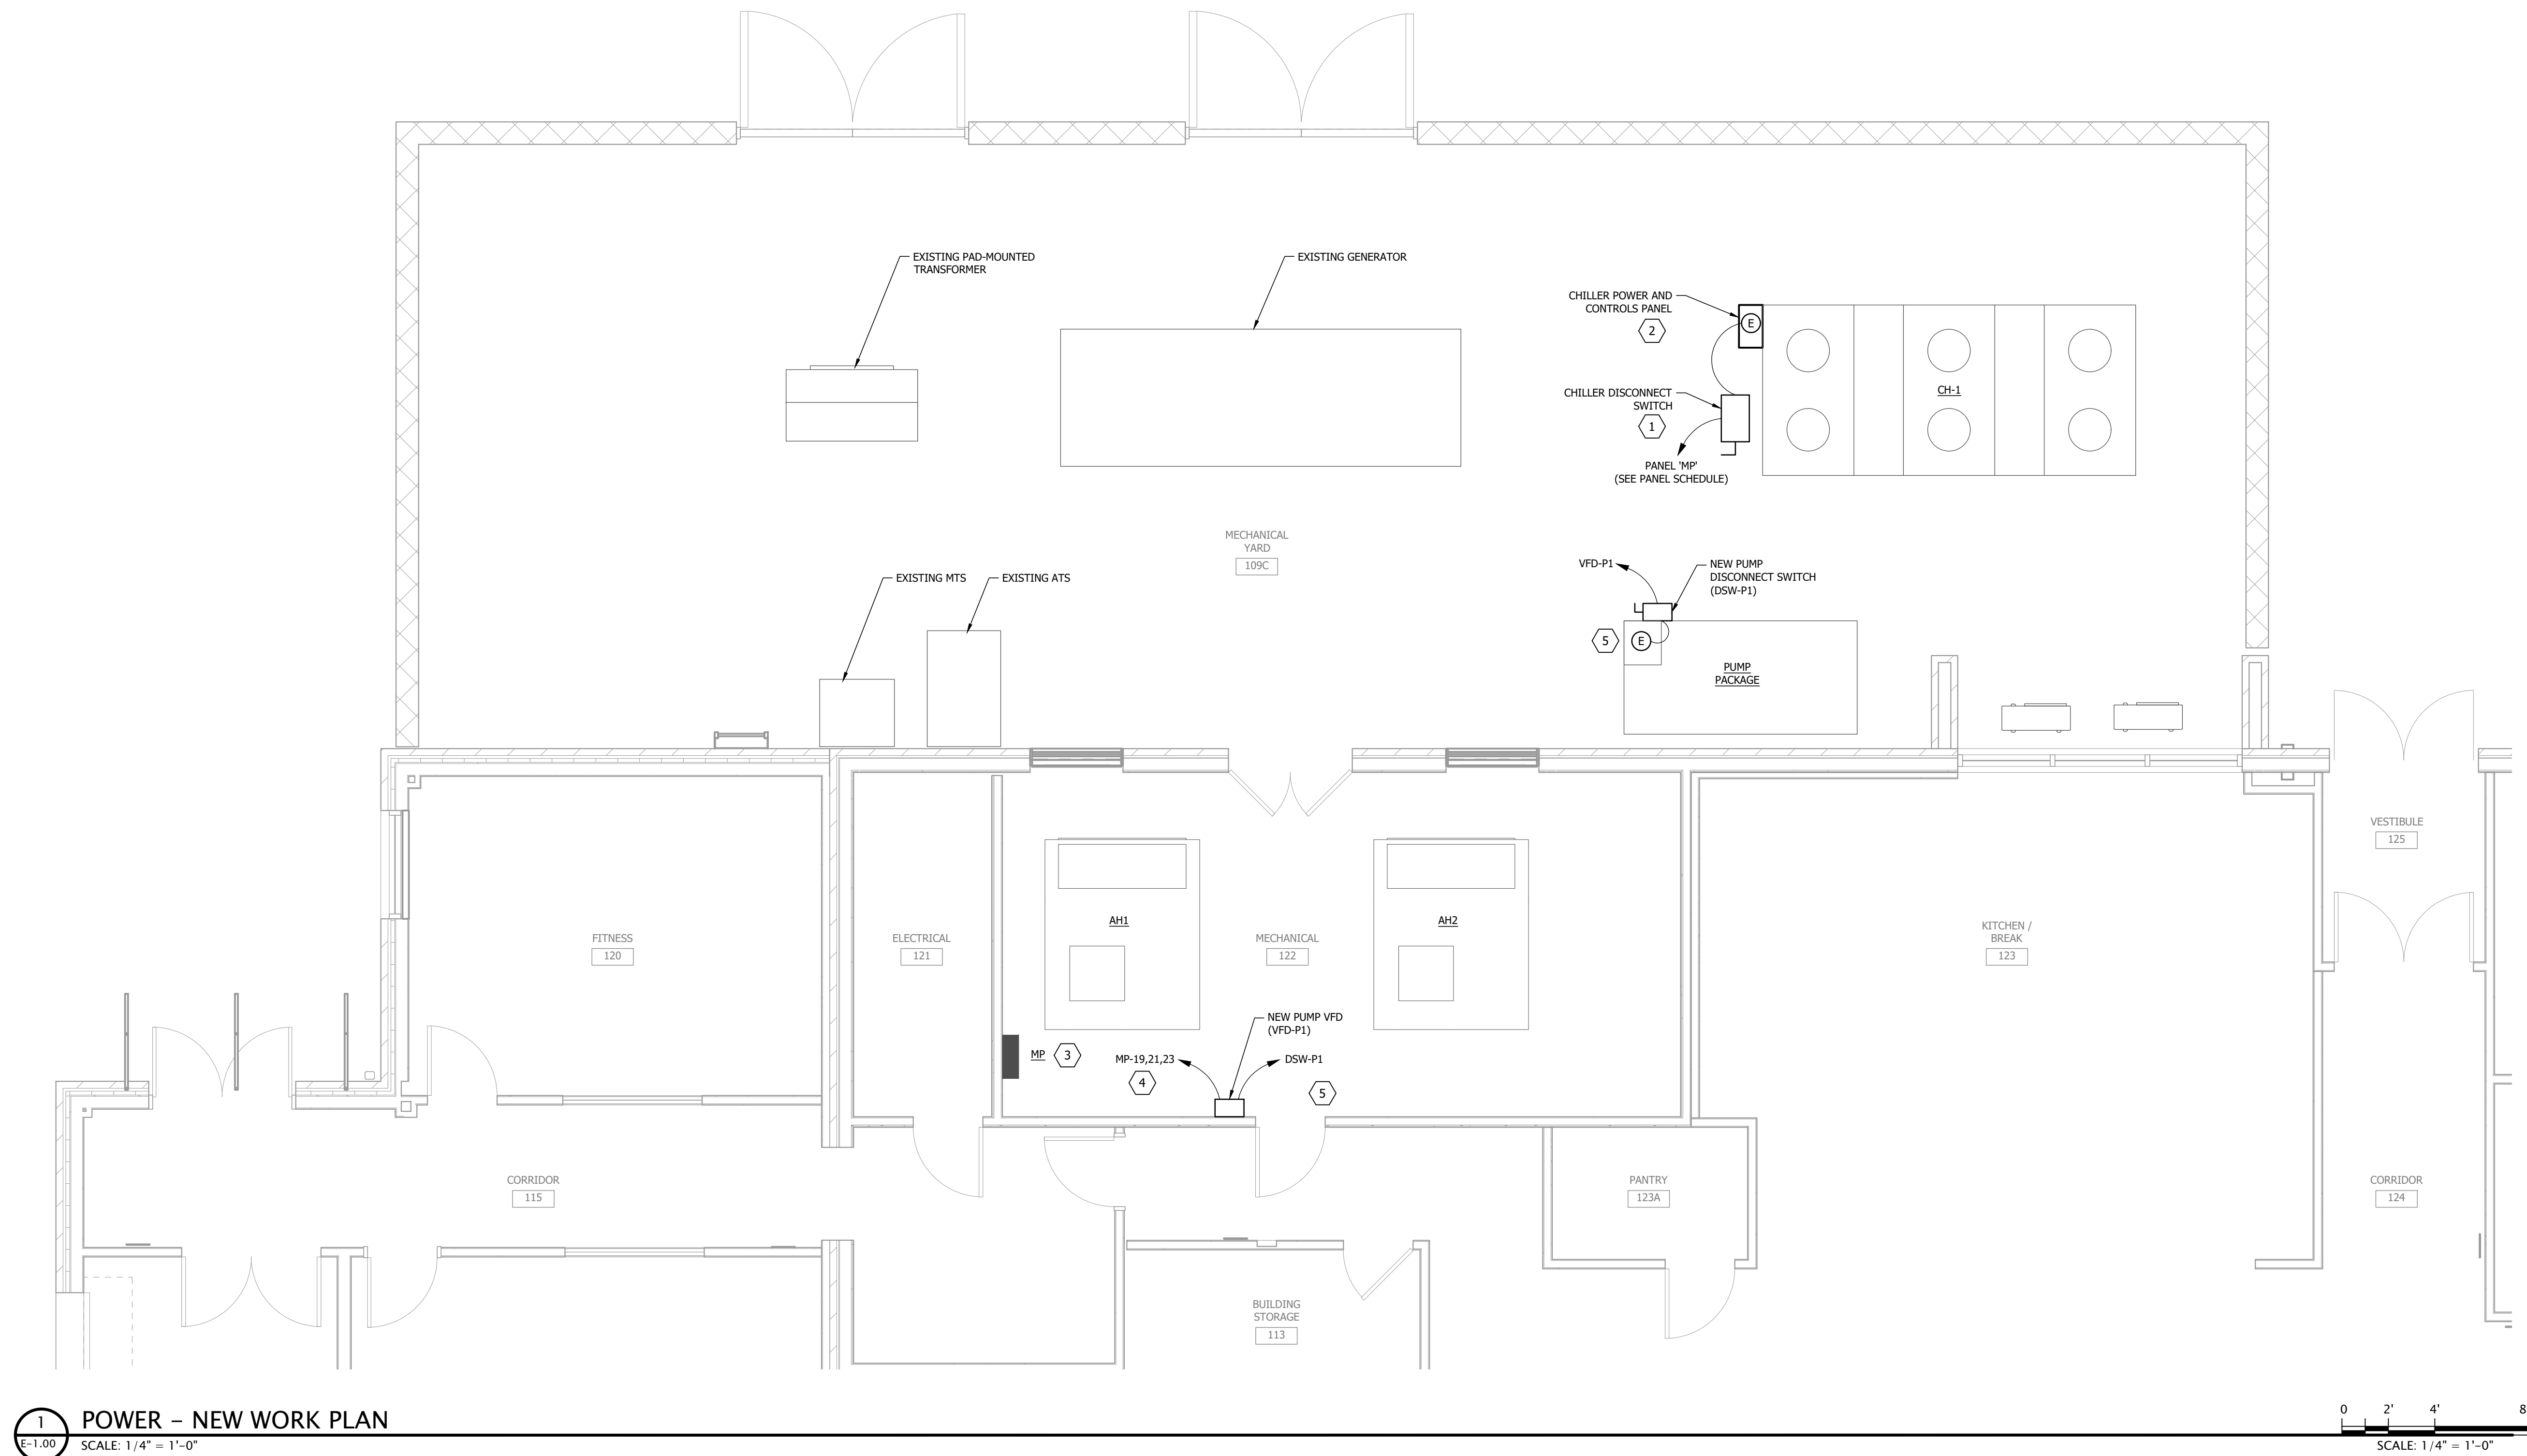 EXISTING PAD-MOUNTED
TRANSFORMER
EXISTING GENERATOR
CHILLER POWER AND
CONTROLS PANEL
2
E
CHILLER DISCONNECT
SWITCH
1
CH-1
PANEL 'MP'
(SEE PANEL SCHEDULE)
MECHANICAL
YARD
109C
EXISTING MTS
EXISTING ATS
VFD-P1
NEW PUMP
DISCONNECT SWITCH
(DSW-P1)
5
E
PUMP
PACKAGE
VESTIBULE
125
AH1
AH2
FITNESS
120
ELECTRICAL
121
MECHANICAL
122
KITCHEN /
BREAK
123
NEW PUMP VFD
(VFD-P1)
MP
3
MP-19,21,23
4
DSW-P1
5
CORRIDOR
115
PANTRY
123A
CORRIDOR
124
BUILDING
STORAGE
113
1
E-1.00
POWER – NEW WORK PLAN
SCALE: 1/4" = 1'-0"
0 2' 4' 8
SCALE: 1/4" = 1'-0"